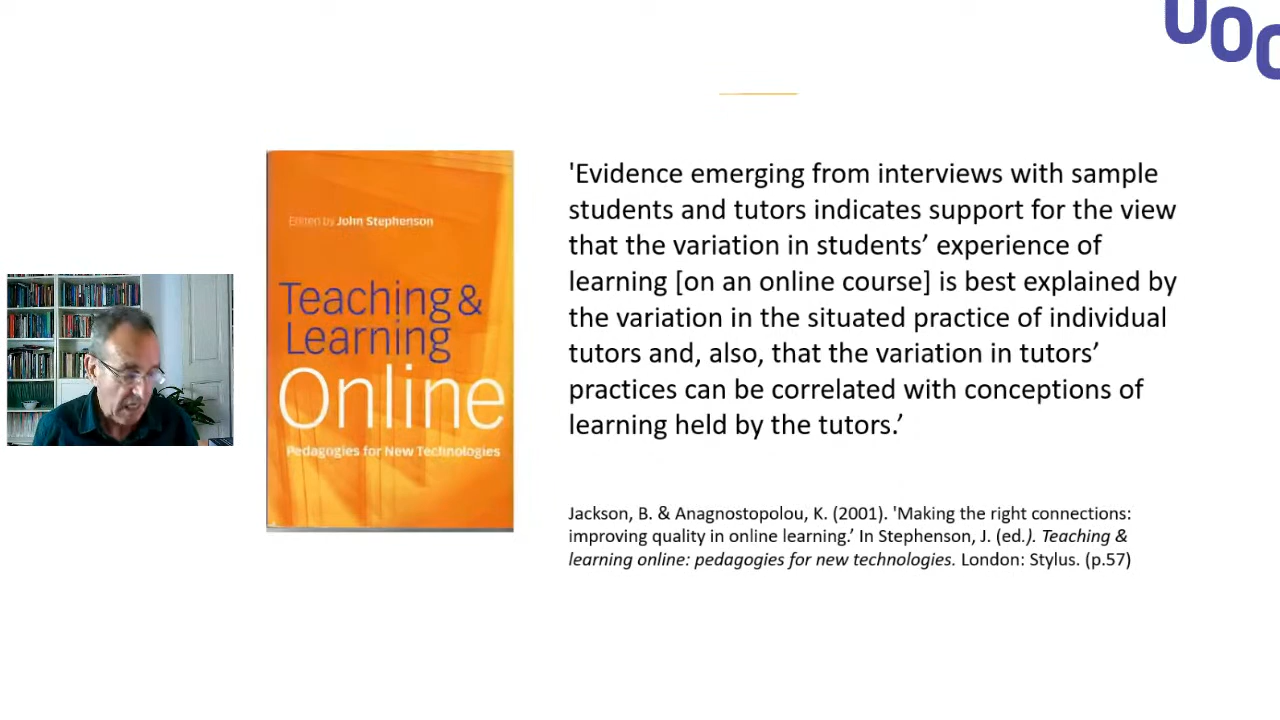 UOC
Edited by John Stephenson
Teaching &
Learning
Online
Pedagogies for New Technologies
'Evidence emerging from interviews with sample
students and tutors indicates support for the view
that the variation in students’ experience of
learning [on an online course] is best explained by
the variation in the situated practice of individual
tutors and, also, that the variation in tutors’
practices can be correlated with conceptions of
learning held by the tutors.’
Jackson, B. & Anagnostopolou, K. (2001). 'Making the right connections:
improving quality in online learning.’ In Stephenson, J. (ed.). Teaching &
learning online: pedagogies for new technologies. London: Stylus. (p.57)